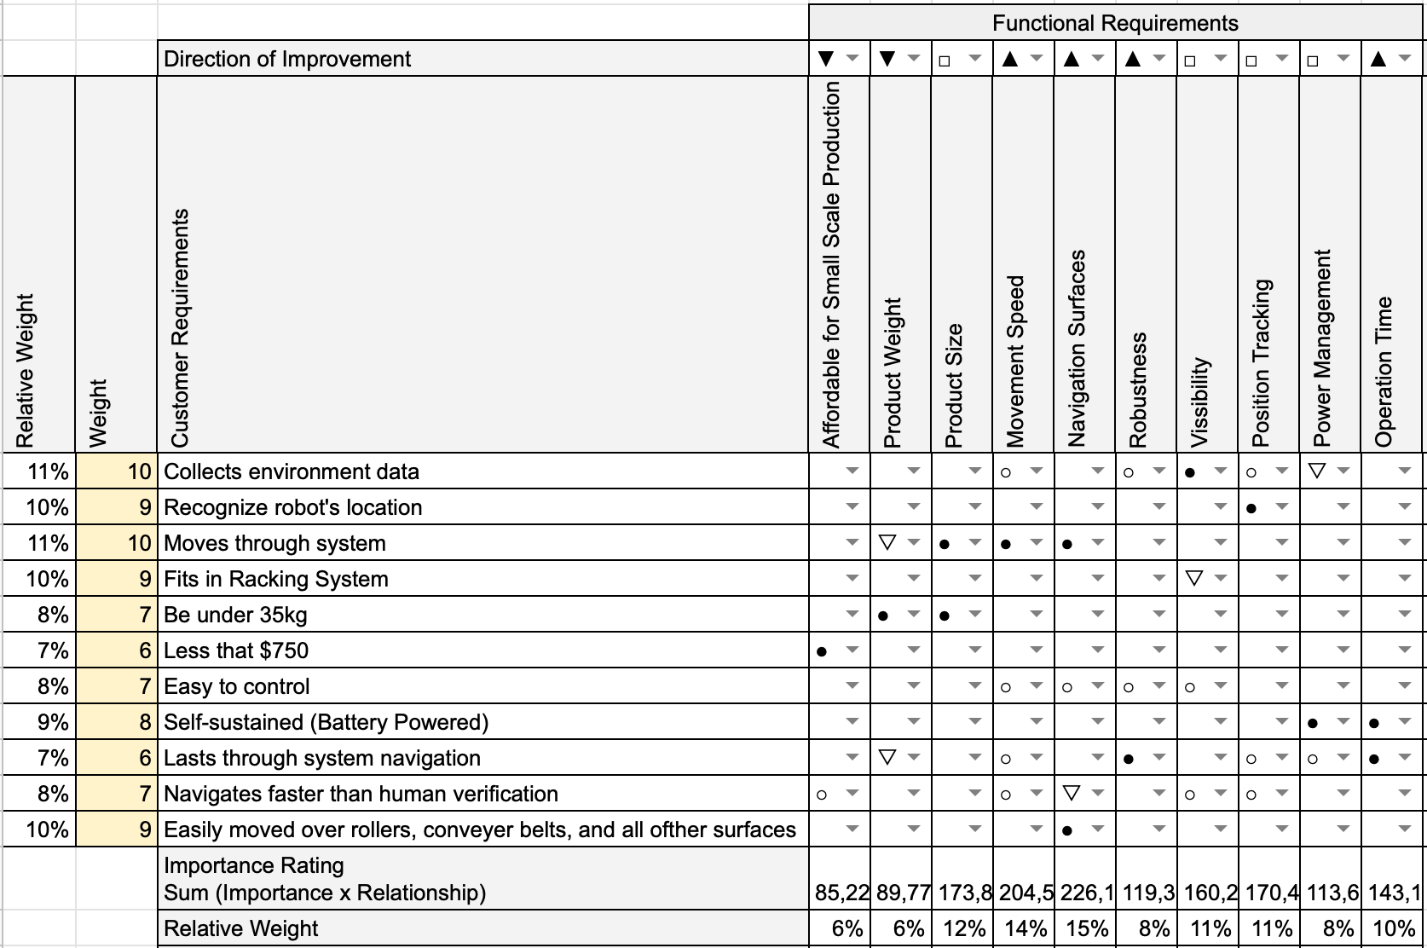 Functional Requirements
Direction of Improvement ▼ ▼ □ ▲ ▲ ▲ □ □ □ ▲
Relative Weight
Weight
Customer Requirements
Affordable for Small Scale Production
Product Weight
Product Size
Movement Speed
Navigation Surfaces
Robustness
Vissibility
Position Tracking
Power Management
Operation Time
11% 10 Collects environment data ○ ○ ● ○ ▽
10% 9 Recognize robot's location ●
11% 10 Moves through system ▽ ● ● ●
10% 9 Fits in Racking System ▽
8% 7 Be under 35kg ● ●
7% 6 Less that $750 ●
8% 7 Easy to control ○ ○ ○ ○
9% 8 Self-sustained (Battery Powered) ● ●
7% 6 Lasts through system navigation ▽ ○ ● ○ ○ ●
8% 7 Navigates faster than human verification ○ ○ ▽ ○ ○
10% 9 Easily moved over rollers, conveyer belts, and all ofther surfaces ●
Importance Rating
Sum (Importance x Relationship) 85,22 89,77 173,8 204,5 226,1 119,3 160,2 170,4 113,6 143,1
Relative Weight 6% 6% 12% 14% 15% 8% 11% 11% 8% 10%